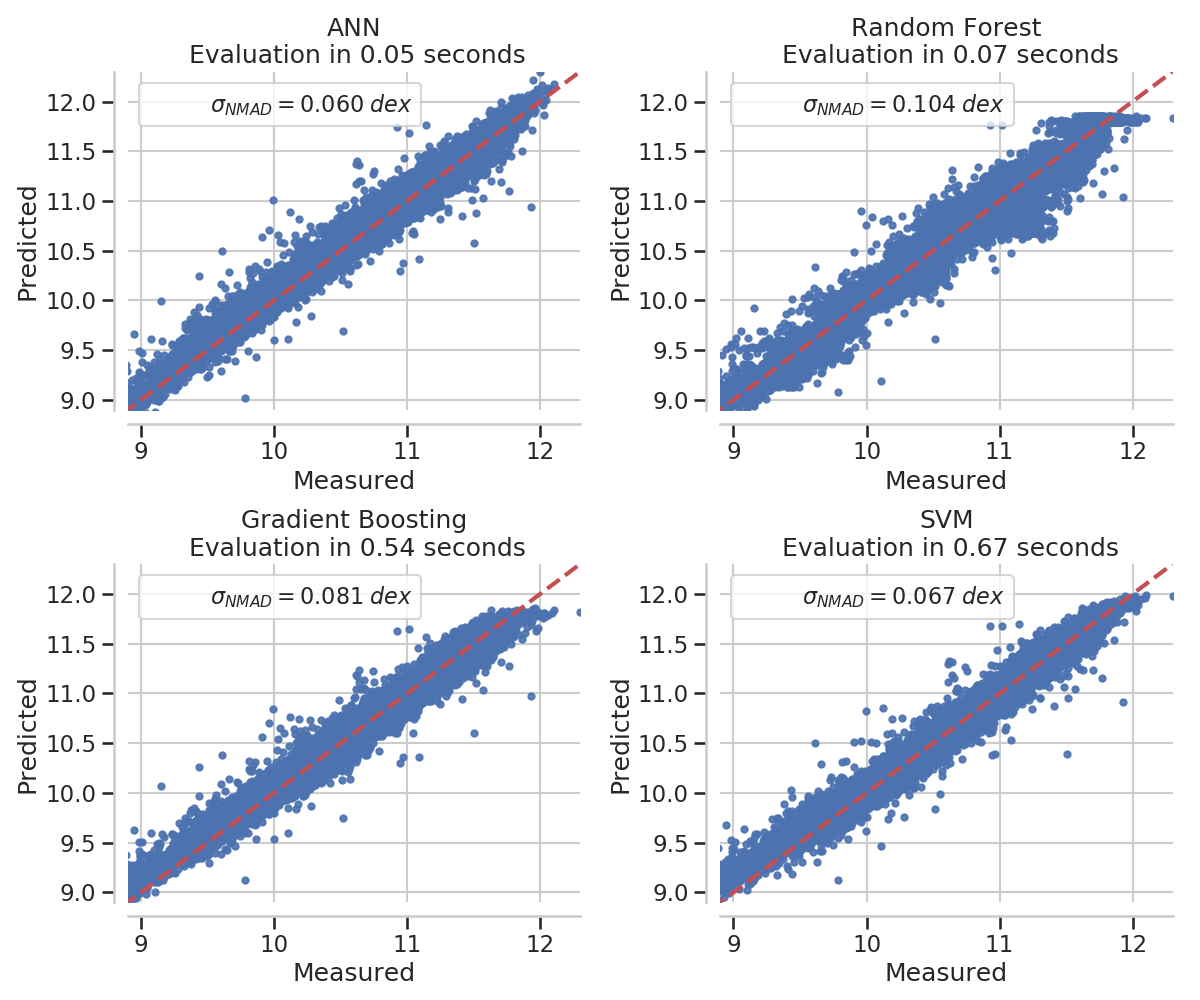 ANN
Evaluation in 0.05 seconds
σNMAD = 0.060 dex
12.0
11.5
11.0
10.5
10.0
9.5
9.0
Predicted
9 10 11 12
Measured
Random Forest
Evaluation in 0.07 seconds
σNMAD = 0.104 dex
12.0
11.5
11.0
10.5
10.0
9.5
9.0
Predicted
9 10 11 12
Measured
Gradient Boosting
Evaluation in 0.54 seconds
σNMAD = 0.081 dex
12.0
11.5
11.0
10.5
10.0
9.5
9.0
Predicted
9 10 11 12
Measured
SVM
Evaluation in 0.67 seconds
σNMAD = 0.067 dex
12.0
11.5
11.0
10.5
10.0
9.5
9.0
Predicted
9 10 11 12
Measured